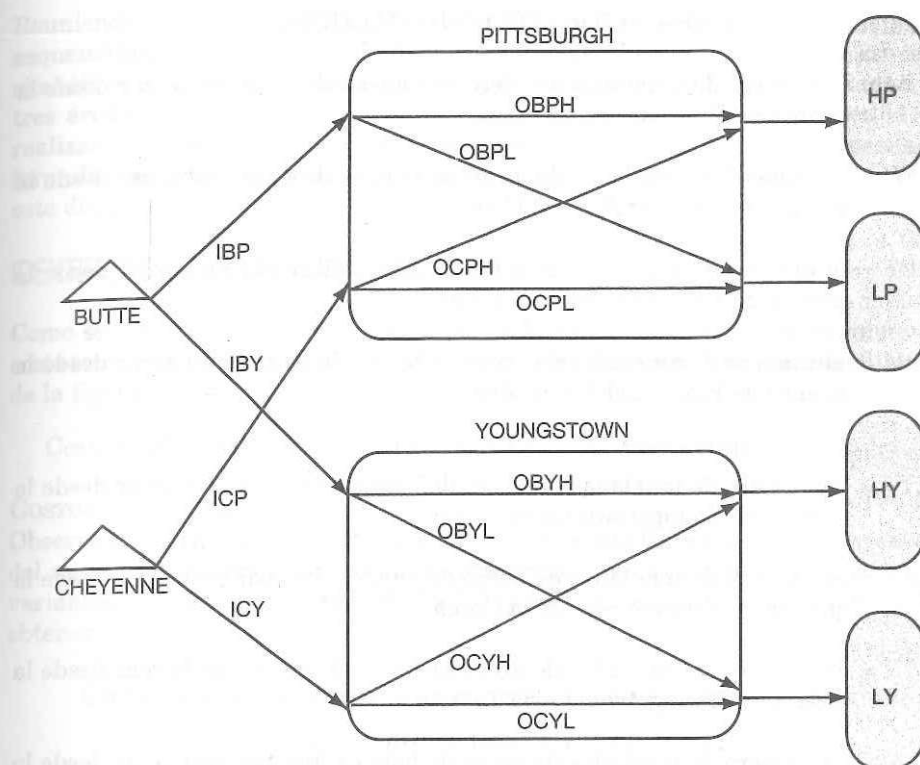 PITTSBURGH
HP
OBPH
OBPL
IBP
OCPH
LP
OCPL
BUTTE
IBY
YOUNGSTOWN
ICP
OBYH
HY
OBYL
CHEYENNE
ICY
OCYH
LY
OCYL